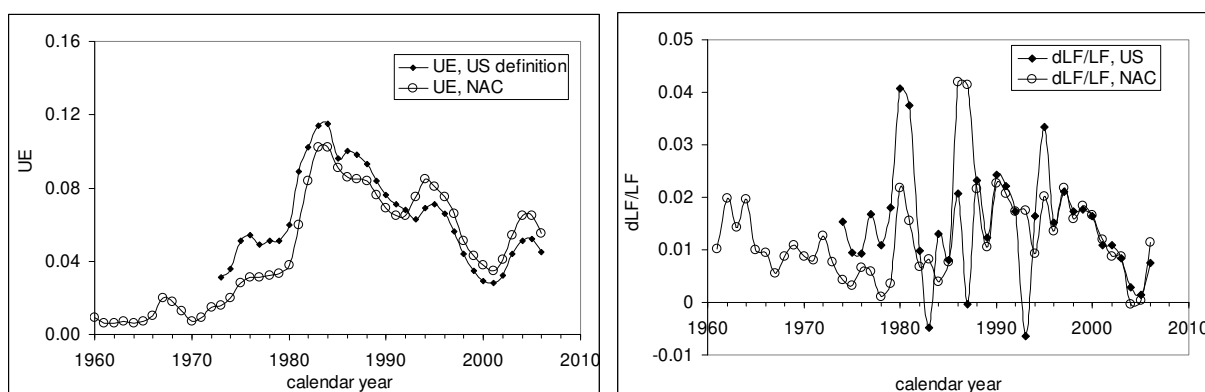 0.16
0.12
0.08
0.04
0.00
UE
UE, US definition
UE, NAC
1960 1970 1980 1990 2000 2010
calendar year
0.05
0.04
0.03
0.02
0.01
0
-0.01
dLF/LF
dLF/LF, US
dLF/LF, NAC
1960 1970 1980 1990 2000 2010
calendar year